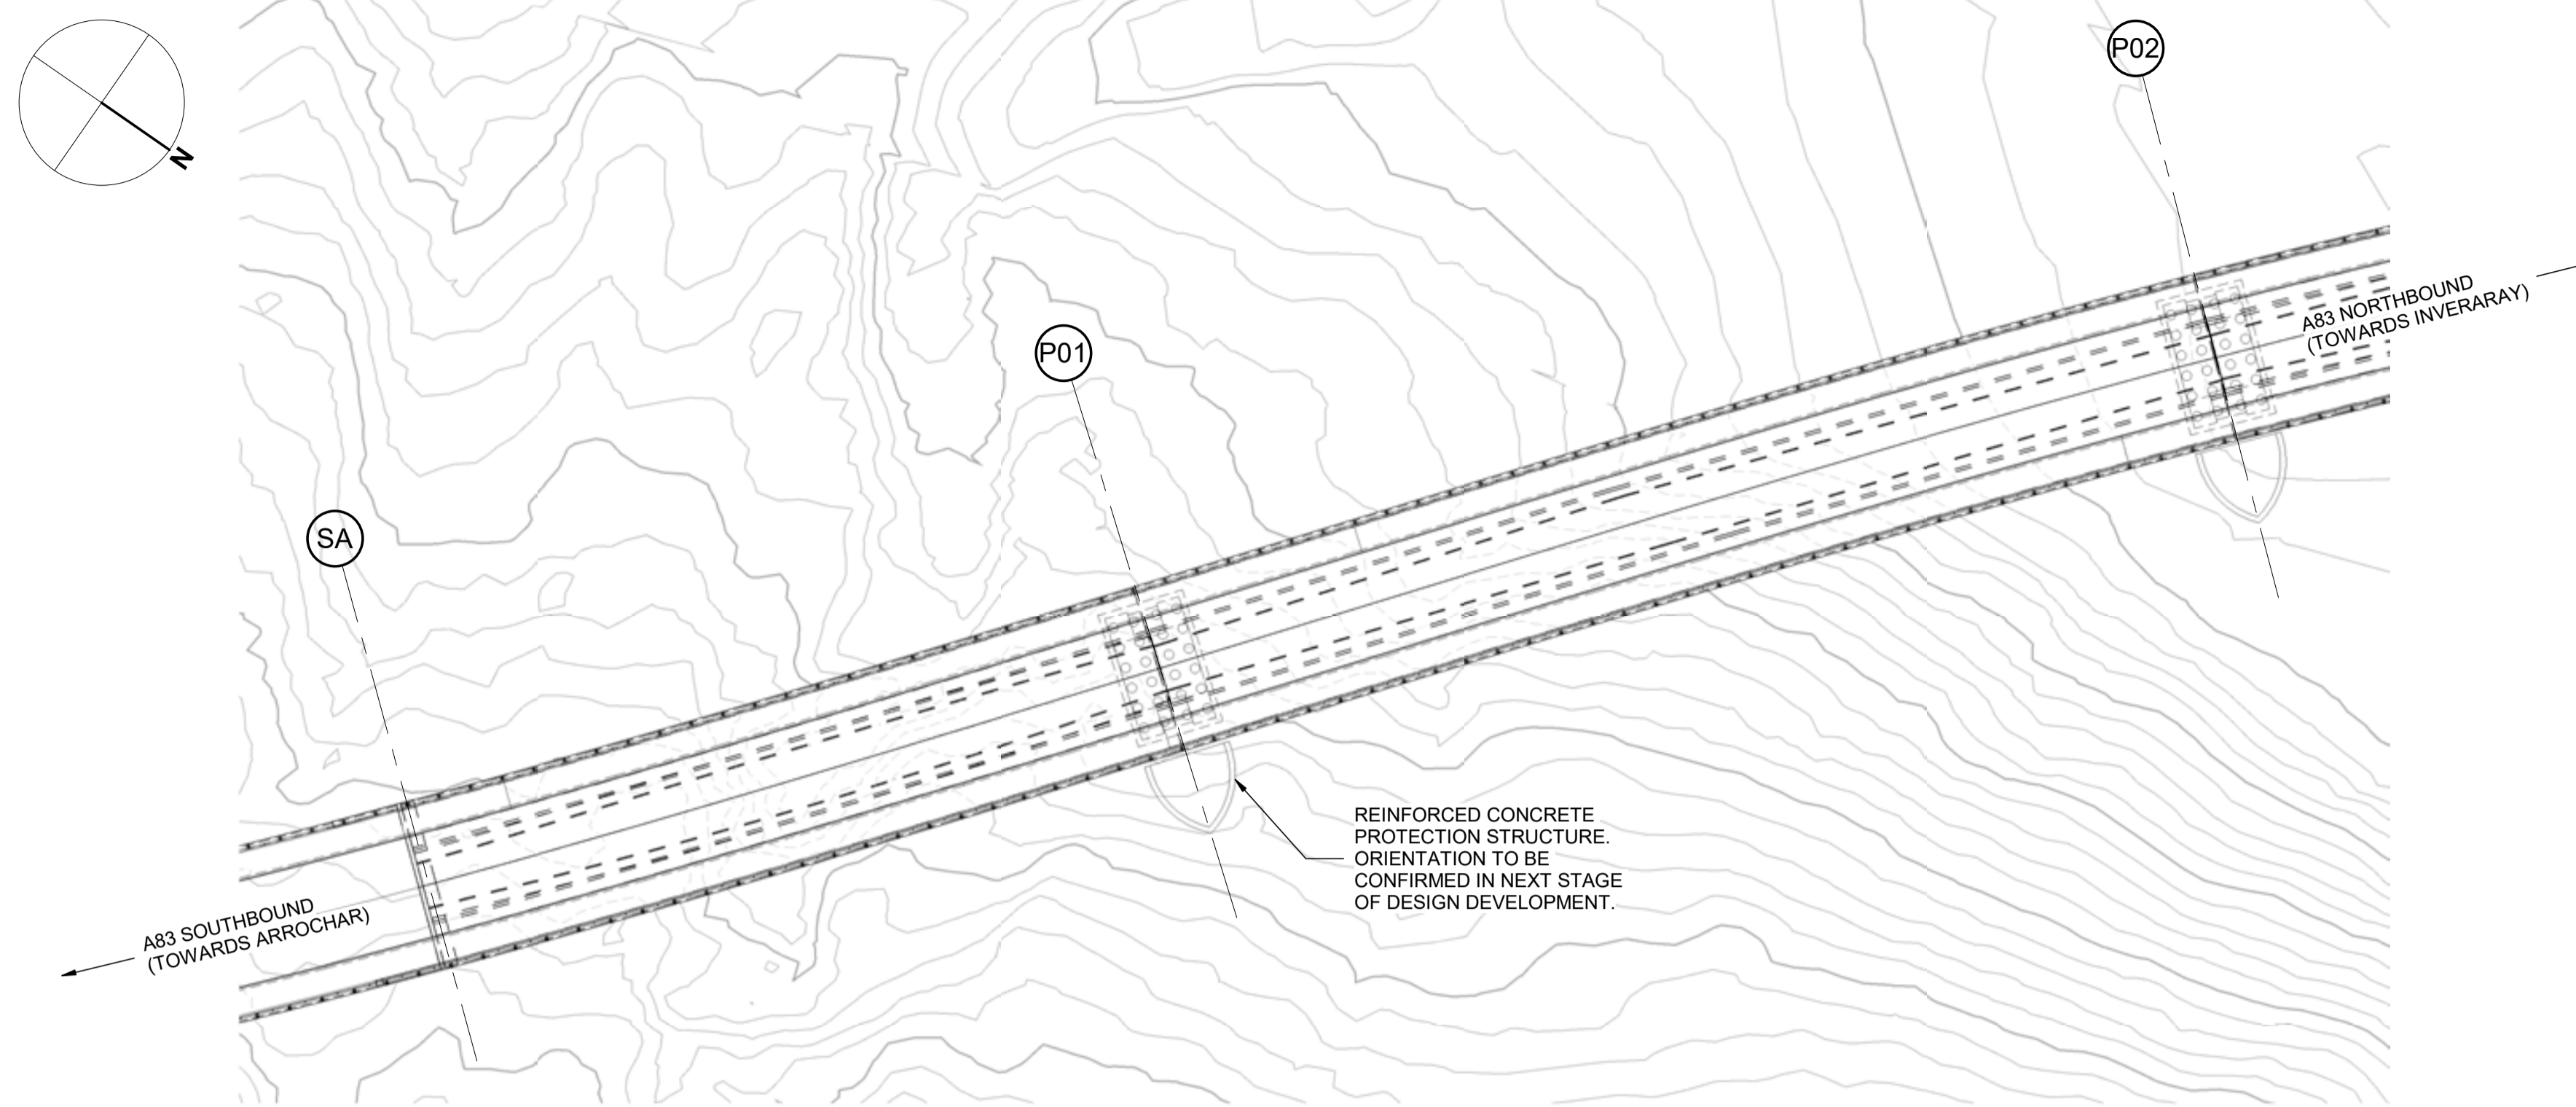 N
P02
P01
SA
A83 NORTHBOUND
(TOWARDS INVERARAY)
REINFORCED CONCRETE
PROTECTION STRUCTURE.
ORIENTATION TO BE
CONFIRMED IN NEXT STAGE
OF DESIGN DEVELOPMENT.
A83 SOUTHBOUND
(TOWARDS ARROCHAR)